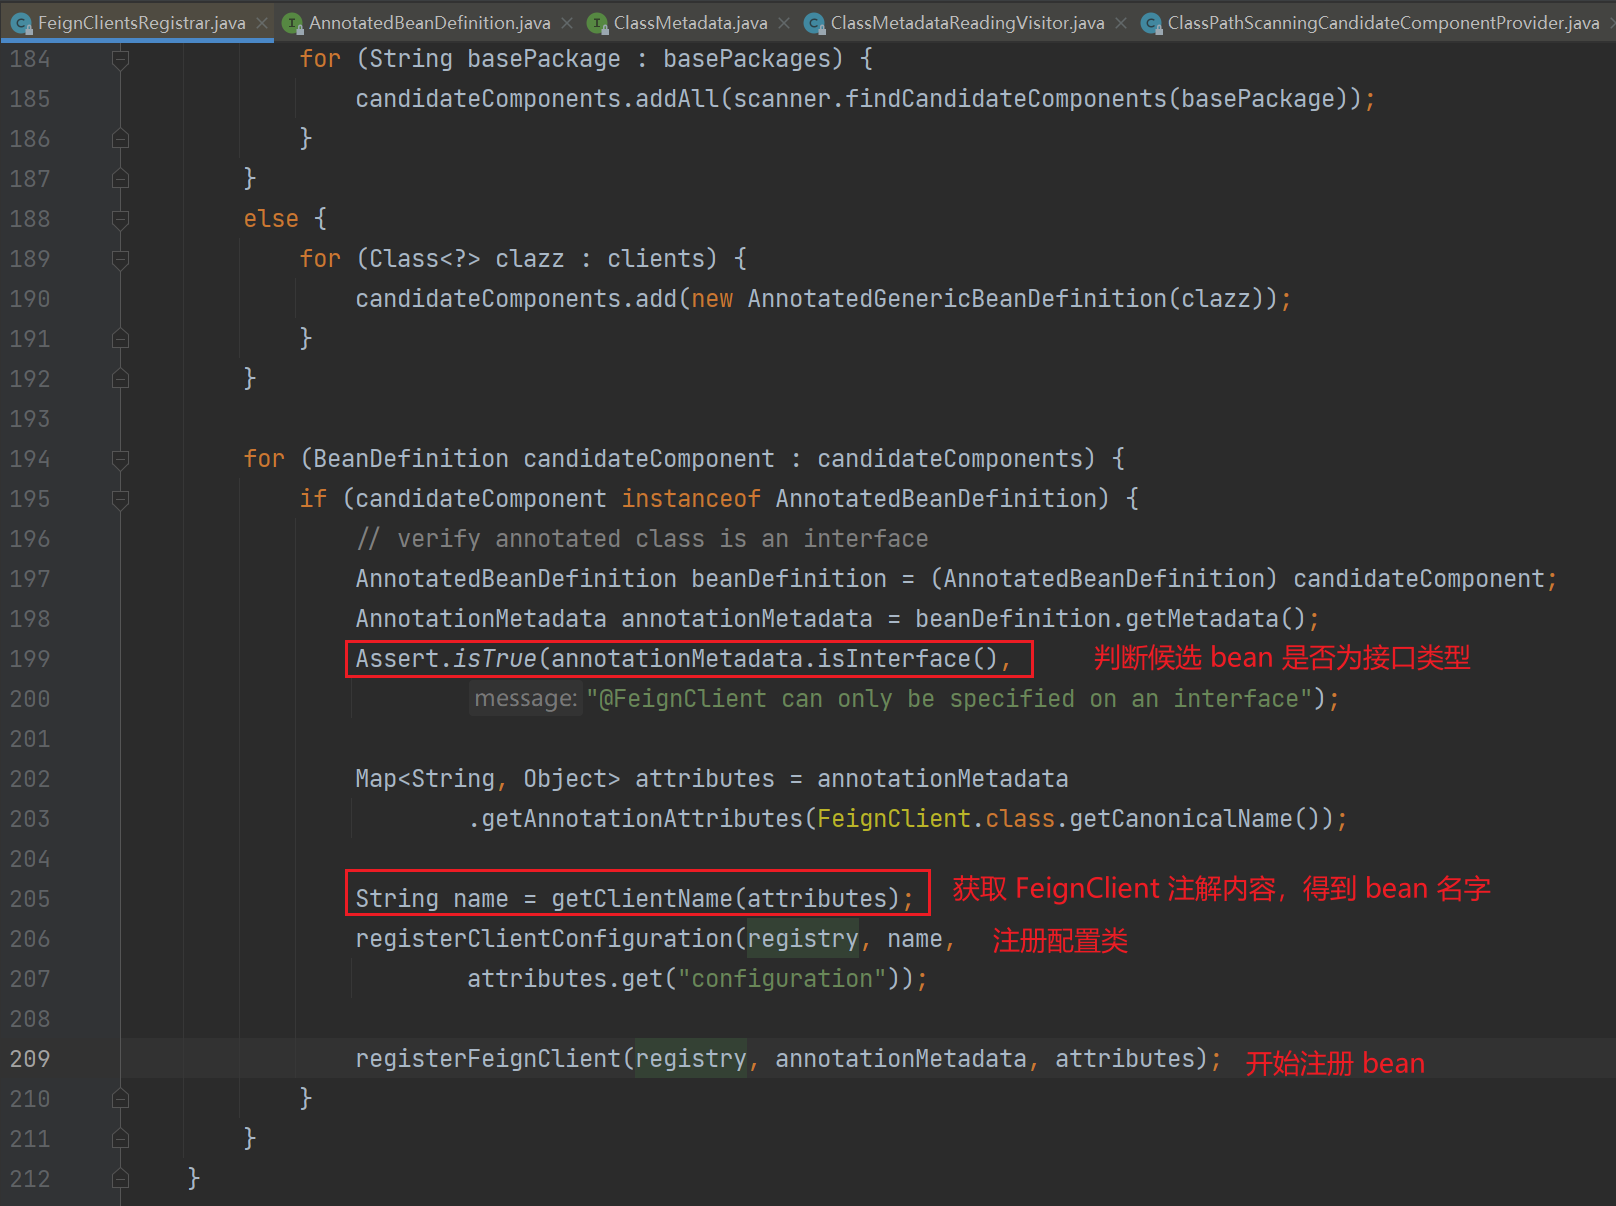 FeignClientsRegistrar.java AnnotatedBeanDefinition.java ClassMetadata.java ClassMetadataReadingVisitor.java ClassPathScanningCandidateComponentProvider.java
184 for (String basePackage : basePackages) {
185 candidateComponents.addAll(scanner.findCandidateComponents(basePackage));
186 }
187 }
188 else {
189 for (Class<?> clazz : clients) {
190 candidateComponents.add(new AnnotatedGenericBeanDefinition(clazz));
191 }
192 }
193
194 for (BeanDefinition candidateComponent : candidateComponents) {
195 if (candidateComponent instanceof AnnotatedBeanDefinition) {
196 // verify annotated class is an interface
197 AnnotatedBeanDefinition beanDefinition = (AnnotatedBeanDefinition) candidateComponent;
198 AnnotationMetadata annotationMetadata = beanDefinition.getMetadata();
199 Assert.isTrue(annotationMetadata.isInterface(), 判断候选 bean 是否为接口类型
200 message: "@FeignClient can only be specified on an interface");
201
202 Map<String, Object> attributes = annotationMetadata
203 .getAnnotationAttributes(FeignClient.class.getCanonicalName());
204
205 String name = getClientName(attributes); 获取 FeignClient 注解内容，得到 bean 名字
206 registerClientConfiguration(registry, name, 注册配置类
207 attributes.get("configuration"));
208
209 registerFeignClient(registry, annotationMetadata, attributes); 开始注册 bean
210 }
211 }
212 }